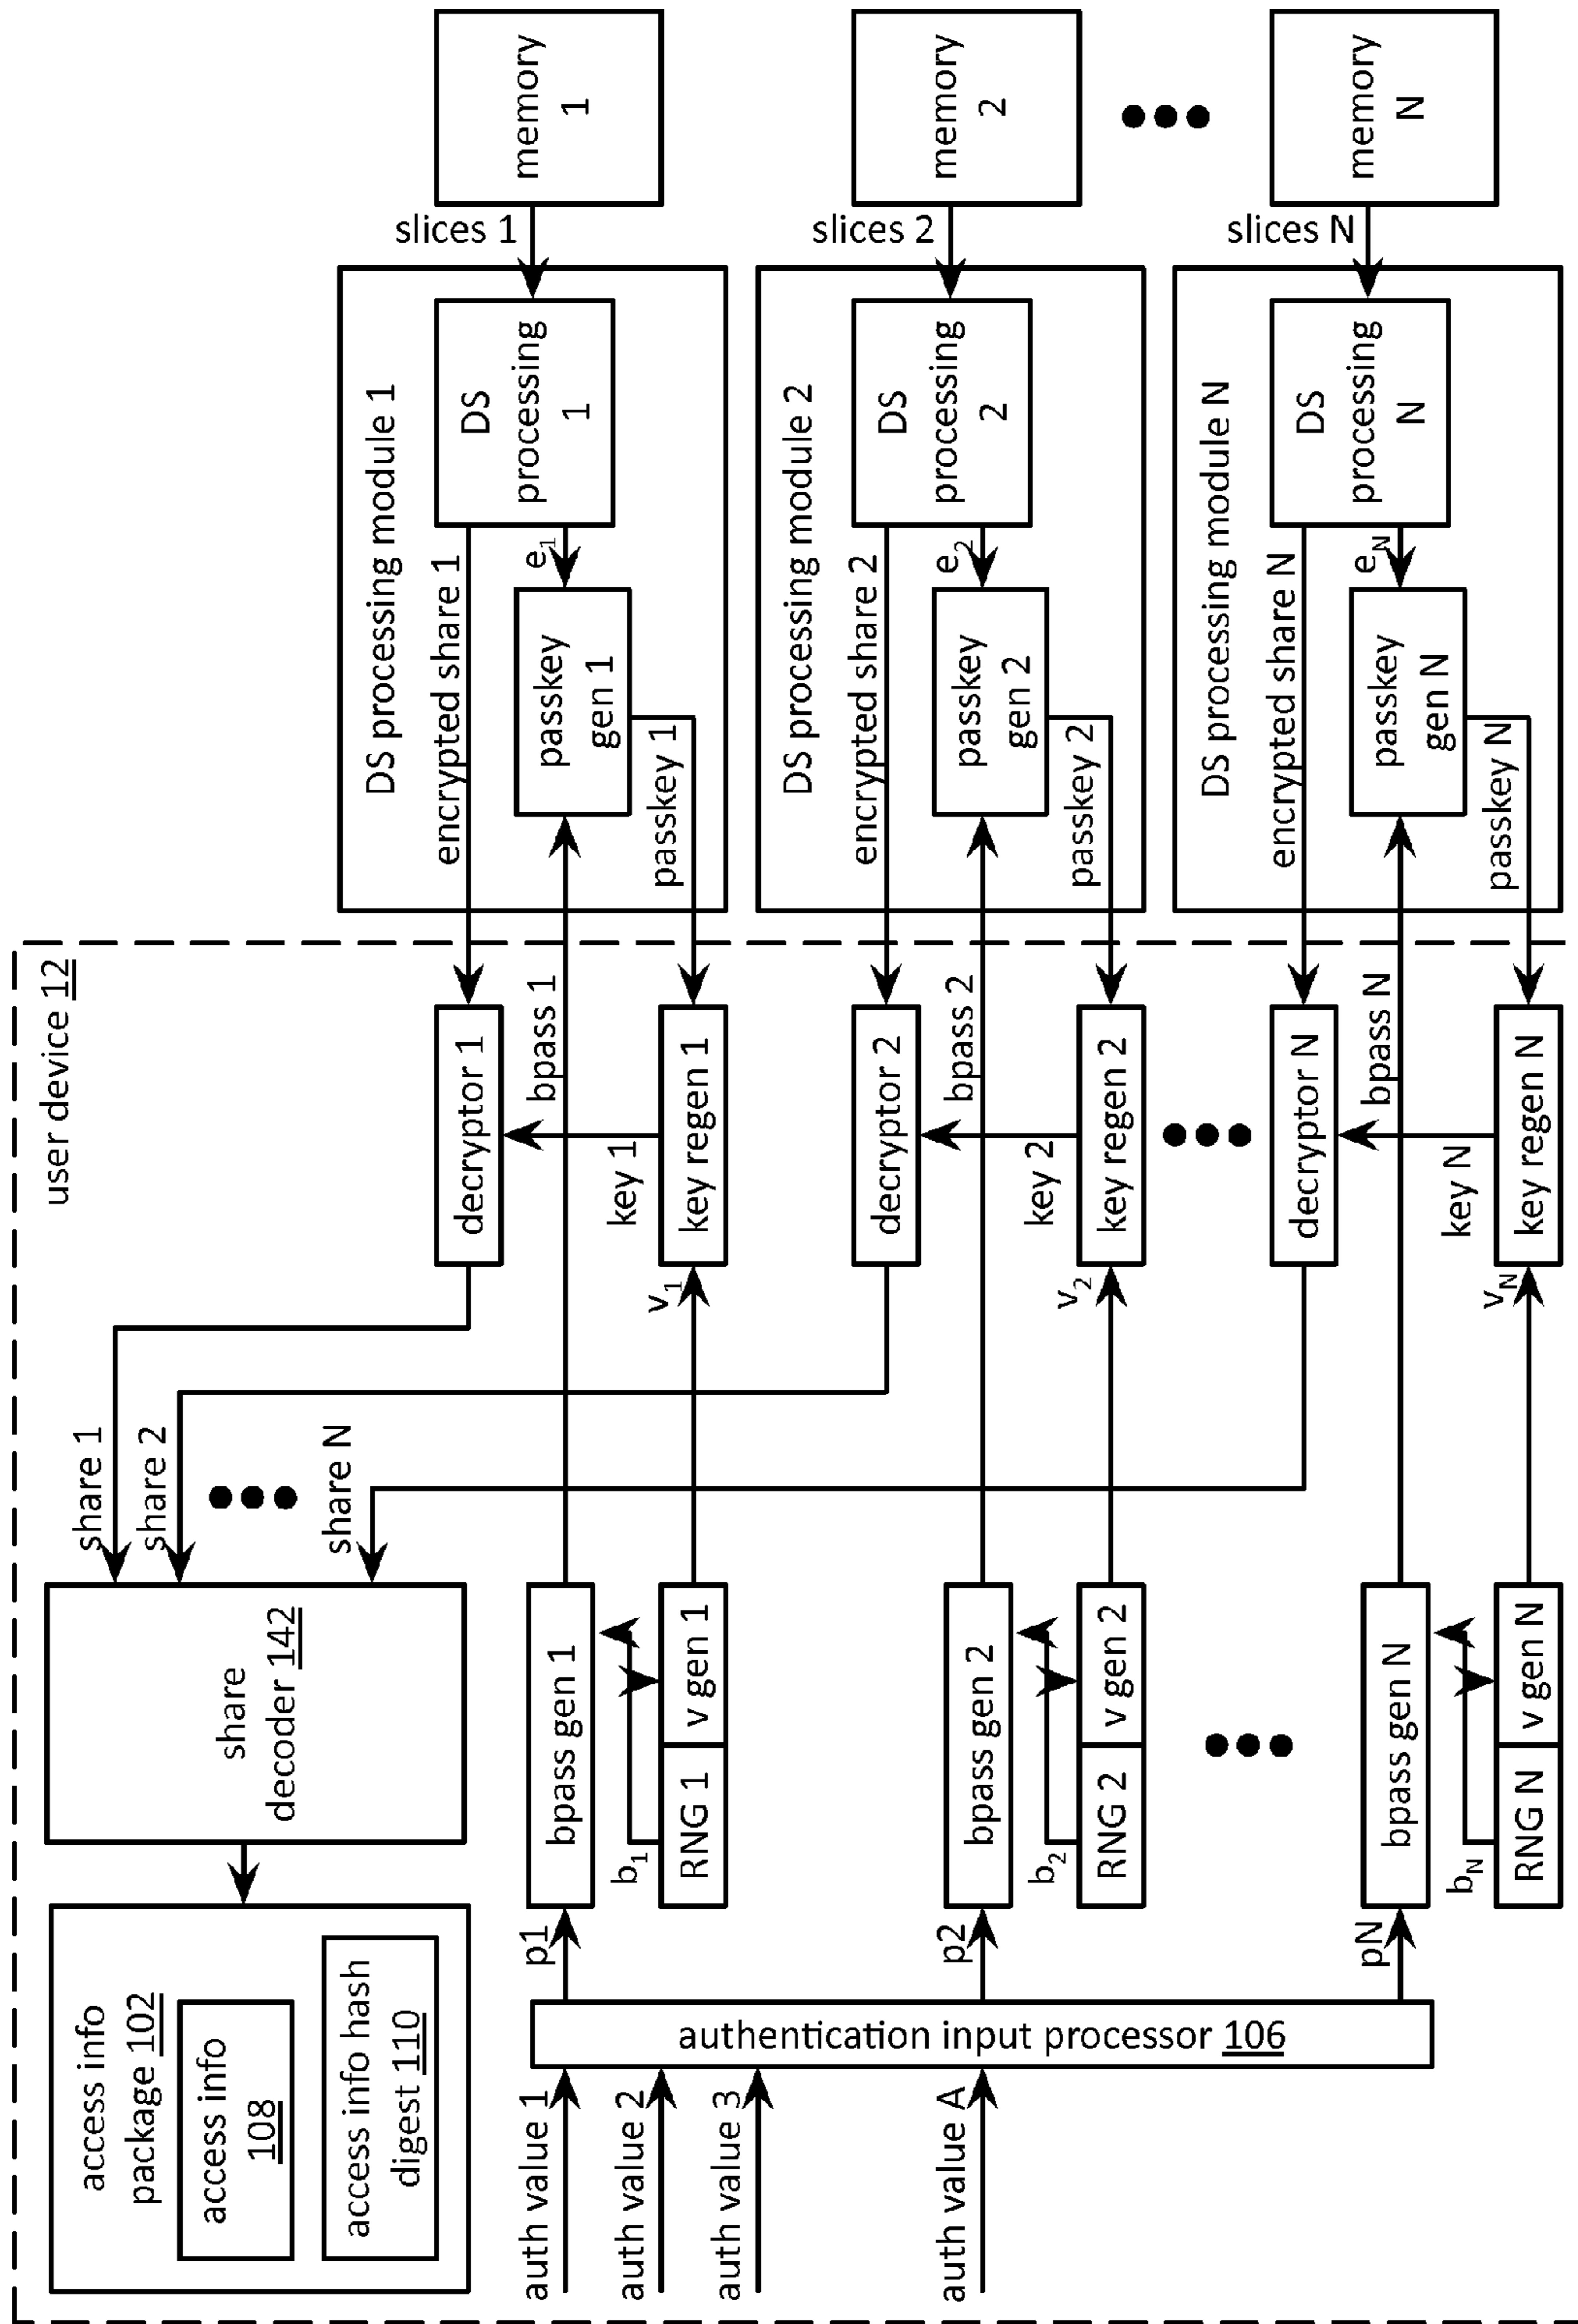 user device 12
access info
package 102
access info
108
access info hash
digest 110
share
decoder 142
share 1
share 2
share N
auth value 1
auth value 2
auth value 3
auth value A
authentication input processor 106
p1
bpass gen 1
b1
RNG 1
v gen 1
v1
key regen 1
key 1
decryptor 1
bpass 1
DS processing module 1
encrypted share 1
passkey
gen 1
passkey 1
e1
DS
processing
1
slices 1
memory
1
p2
bpass gen 2
b2
RNG 2
v gen 2
v2
key regen 2
key 2
decryptor 2
bpass 2
DS processing module 2
encrypted share 2
passkey
gen 2
passkey 2
e2
DS
processing
2
slices 2
memory
2
pN
bpass gen N
bN
RNG N
v gen N
vN
key regen N
key N
decryptor N
bpass N
DS processing module N
encrypted share N
passkey
gen N
passkey N
eN
DS
processing
N
slices N
memory
N